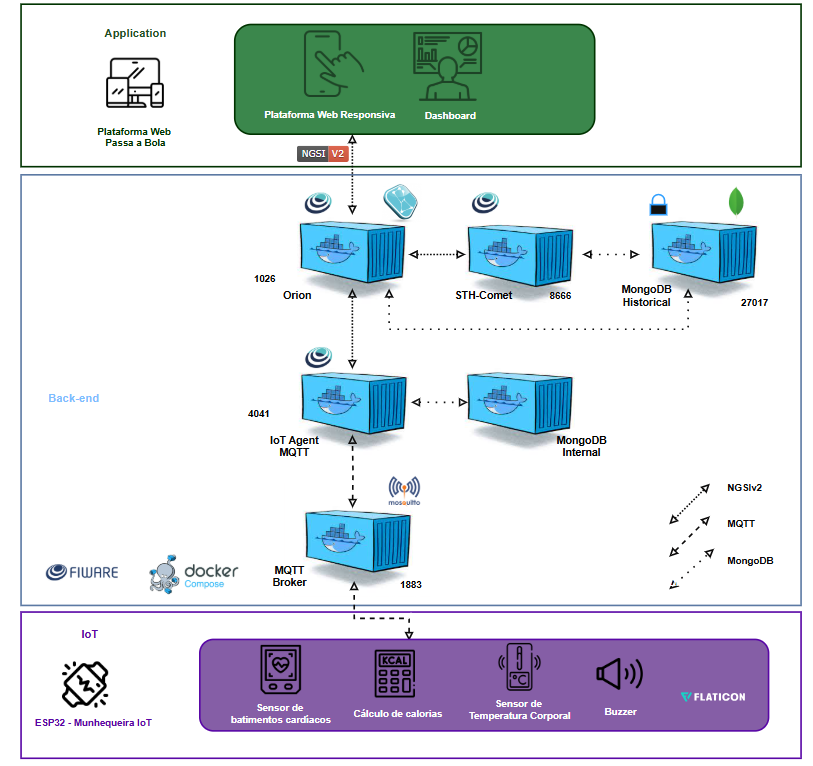 Application
Plataforma Web
Passa a Bola
Plataforma Web Responsiva
Dashboard
NGSI V2
1026
Orion
STH-Comet
8666
MongoDB
Historical
27017
Back-end
4041
IoT Agent
MQTT
MongoDB
Internal
mosquitto
MQTT
Broker
1883
NGSIv2
MQTT
MongoDB
FIWARE
docker
Compose
IoT
ESP32 - Munhequeira IoT
Sensor de
batimentos cardíacos
KCAL
Cálculo de calorias
°C
Sensor de
Temperatura Corporal
Buzzer
FLATICON